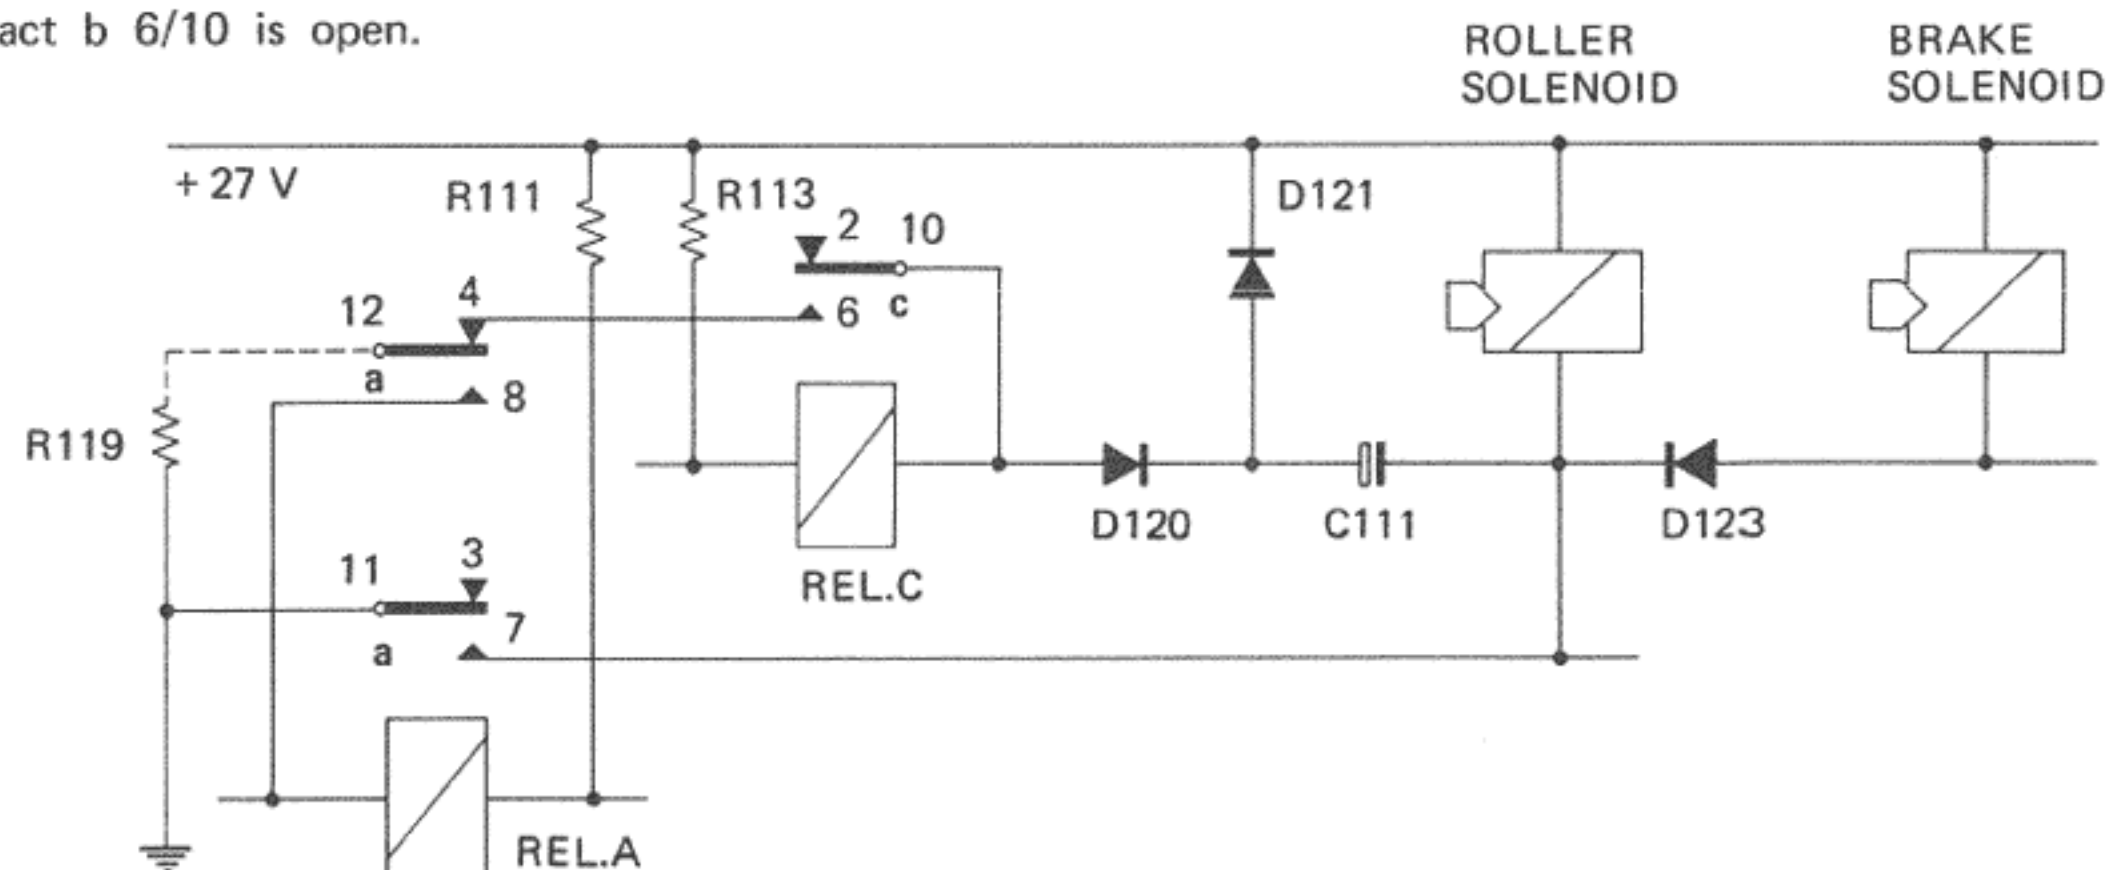 act b 6/10 is open.
ROLLER
SOLENOID
BRAKE
SOLENOID
+ 27 V
R111
R113
2
10
D121
12
4
6
c
a
8
R119
11
3
D120
C111
D123
REL.C
7
a
REL.A